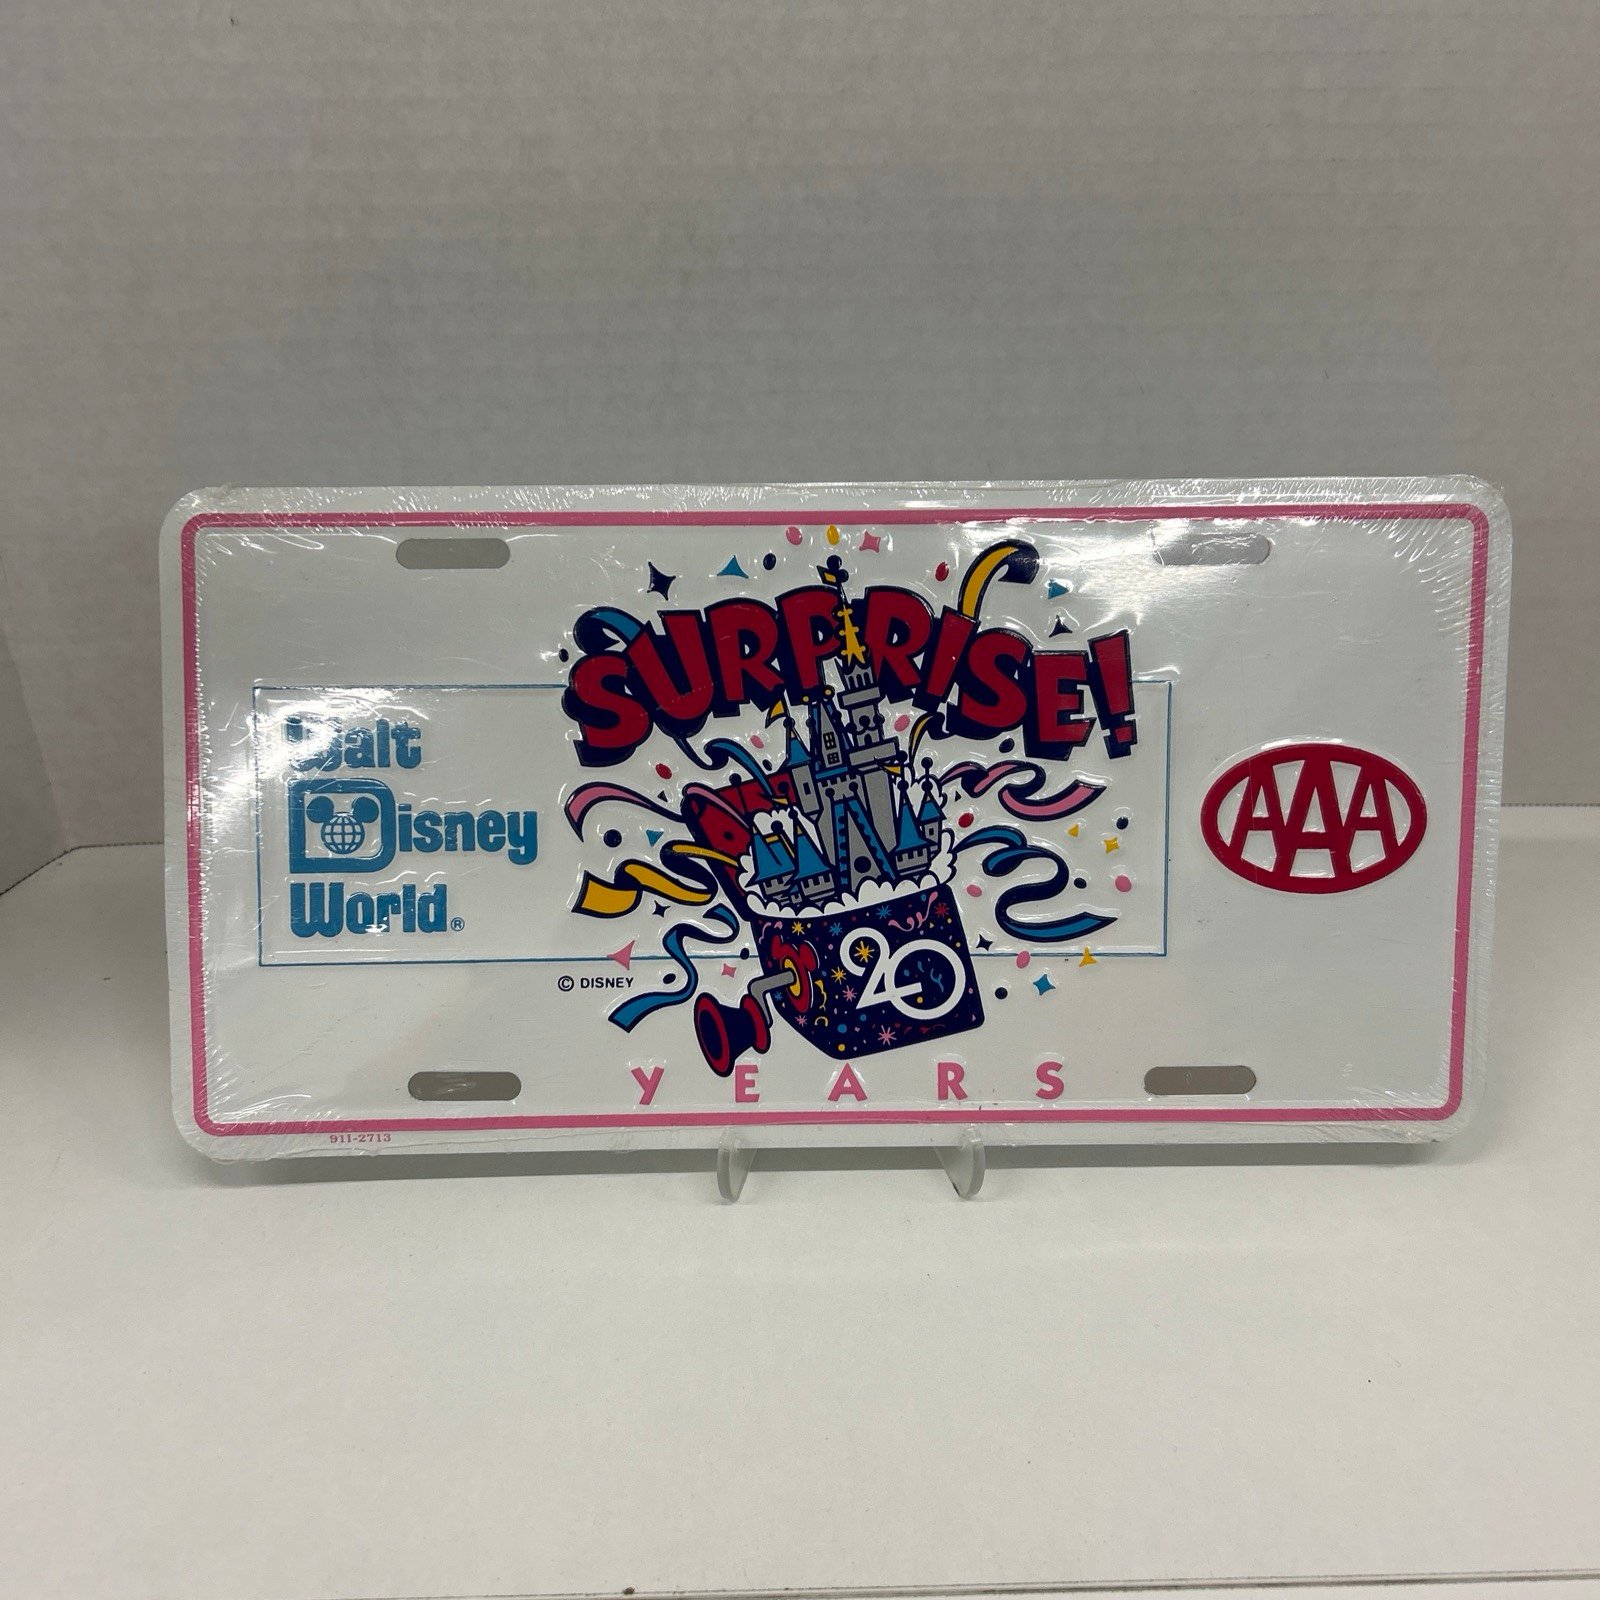 SURPRISE!
Walt
Disney
World®
AAA
20
© DISNEY
YEARS
911-2713